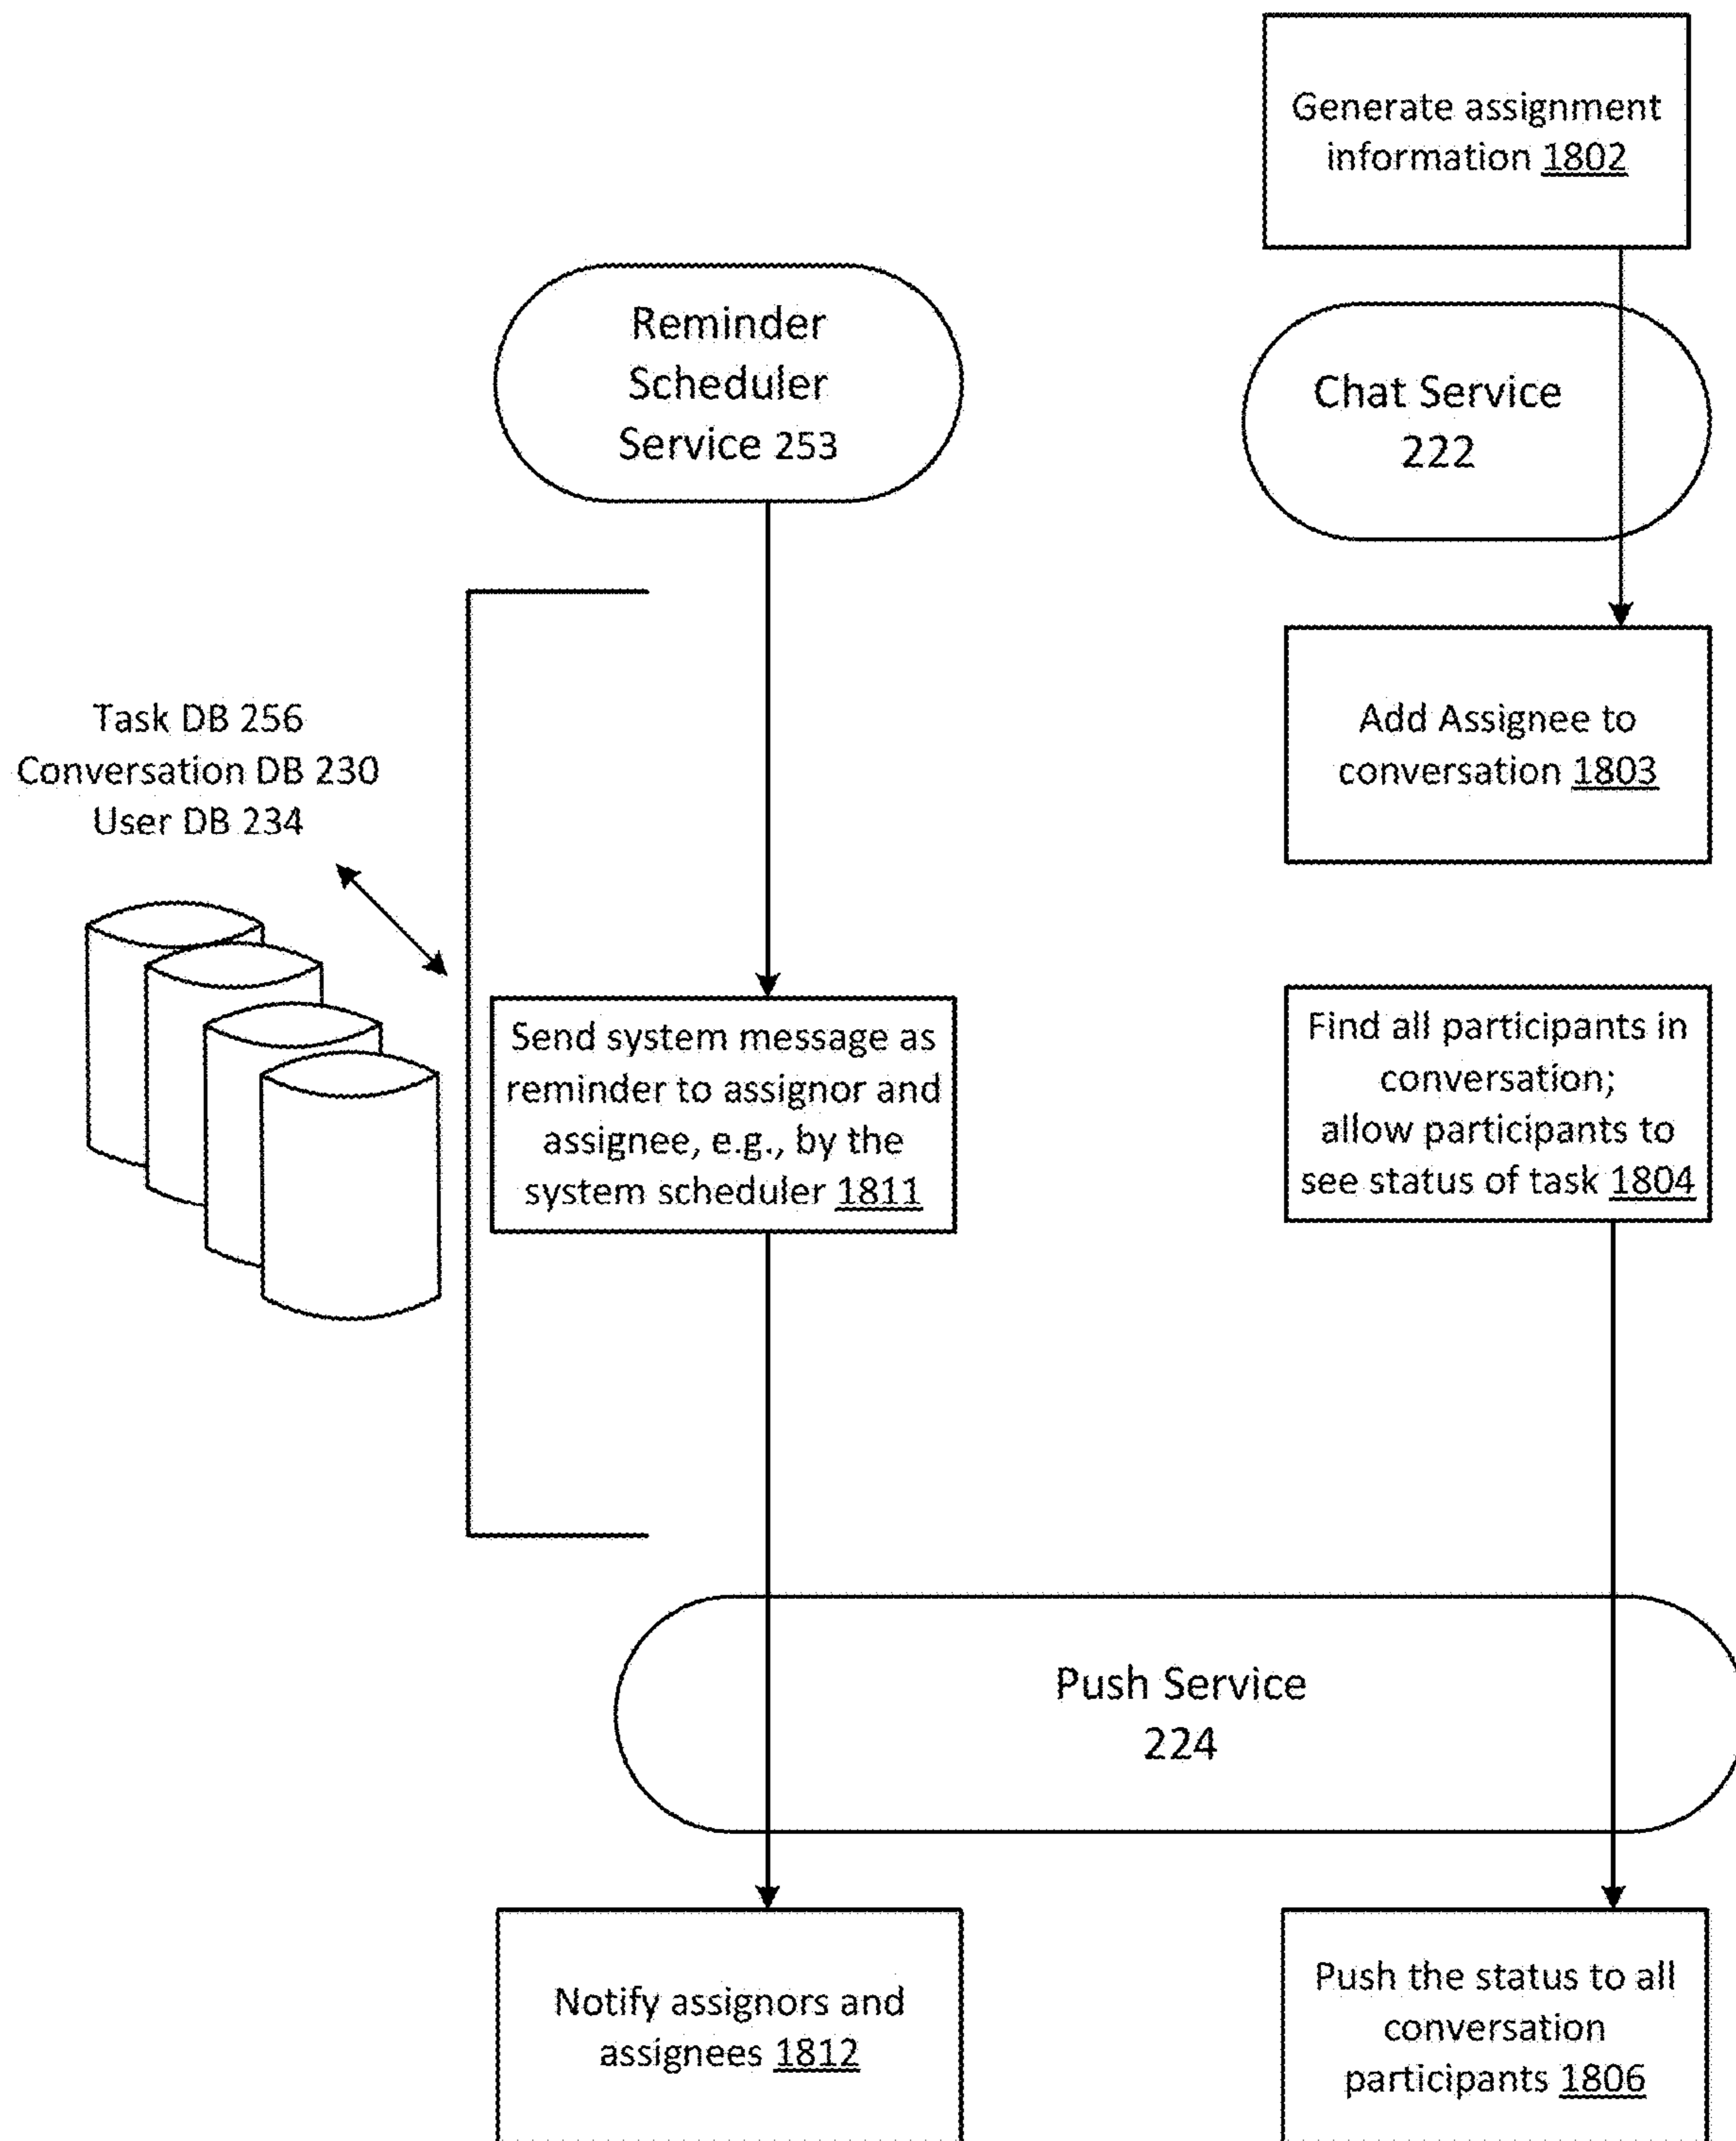 Generate assignment
information 1802
Reminder
Scheduler
Service 253
Chat Service
222
Task DB 256
Conversation DB 230
User DB 234
Add Assignee to
conversation 1803
Send system message as
reminder to assignor and
assignee, e.g., by the
system scheduler 1811
Find all participants in
conversation;
allow participants to
see status of task 1804
Push Service
224
Notify assignors and
assignees 1812
Push the status to all
conversation
participants 1806